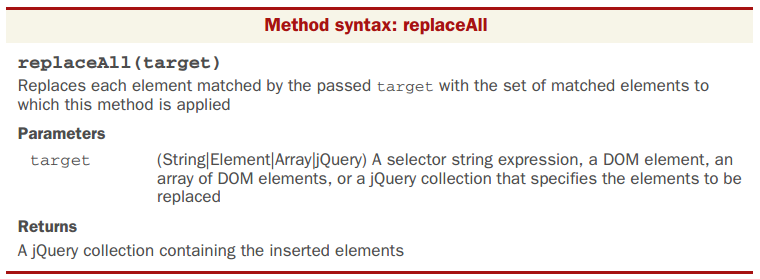 Method syntax: replaceAll
replaceAll(target)
Replaces each element matched by the passed target with the set of matched elements to
which this method is applied
Parameters
target (String|Element|Array|jQuery) A selector string expression, a DOM element, an
array of DOM elements, or a jQuery collection that specifies the elements to be
replaced
Returns
A jQuery collection containing the inserted elements